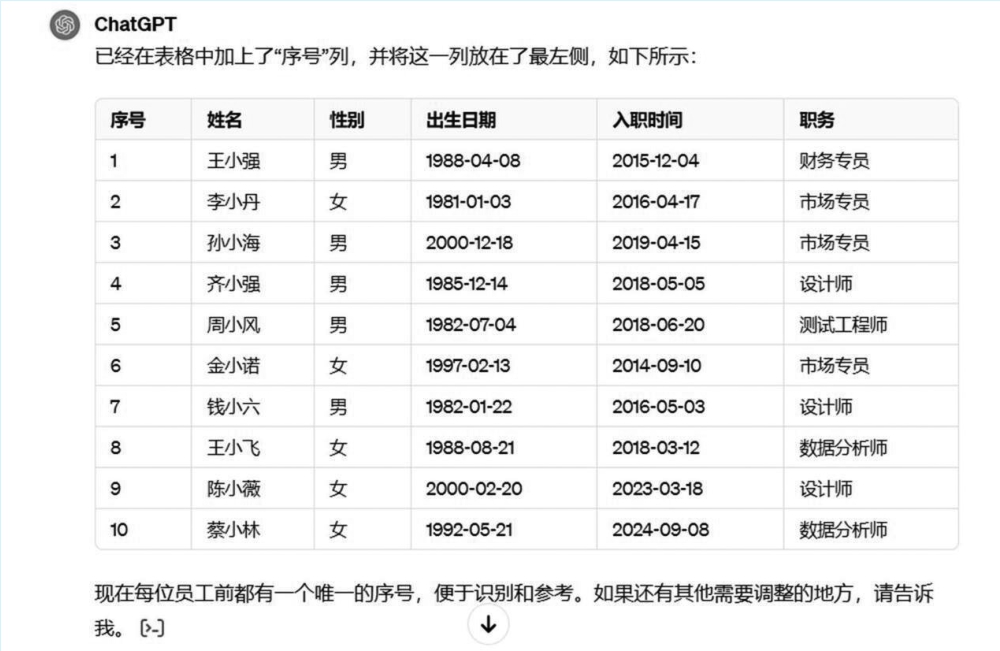 ChatGPT
已经在表格中加上了“序号”列，并将这一列放在了最左侧，如下所示：
序号 姓名 性别 出生日期 入职时间 职务
1 王小强 男 1988-04-08 2015-12-04 财务专员
2 李小丹 女 1981-01-03 2016-04-17 市场专员
3 孙小海 男 2000-12-18 2019-04-15 市场专员
4 齐小强 男 1985-12-14 2018-05-05 设计师
5 周小风 男 1982-07-04 2018-06-20 测试工程师
6 金小诺 女 1997-02-13 2014-09-10 市场专员
7 钱小六 男 1982-01-22 2016-05-03 设计师
8 王小飞 女 1988-08-21 2018-03-12 数据分析师
9 陈小薇 女 2000-02-20 2023-03-18 设计师
10 蔡小林 女 1992-05-21 2024-09-08 数据分析师
现在每位员工前都有一个唯一的序号，便于识别和参考。如果还有其他需要调整的地方，请告诉
我。 [>-]